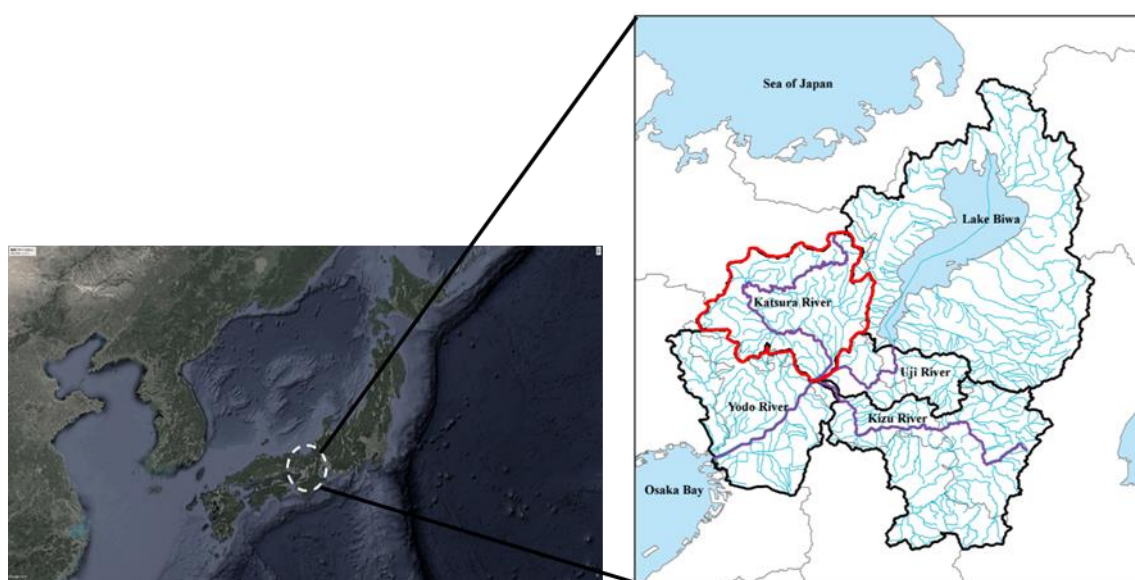 Sea of Japan
Lake Biwa
Katsura River
Uji River
Yodo River
Kizu River
Osaka Bay